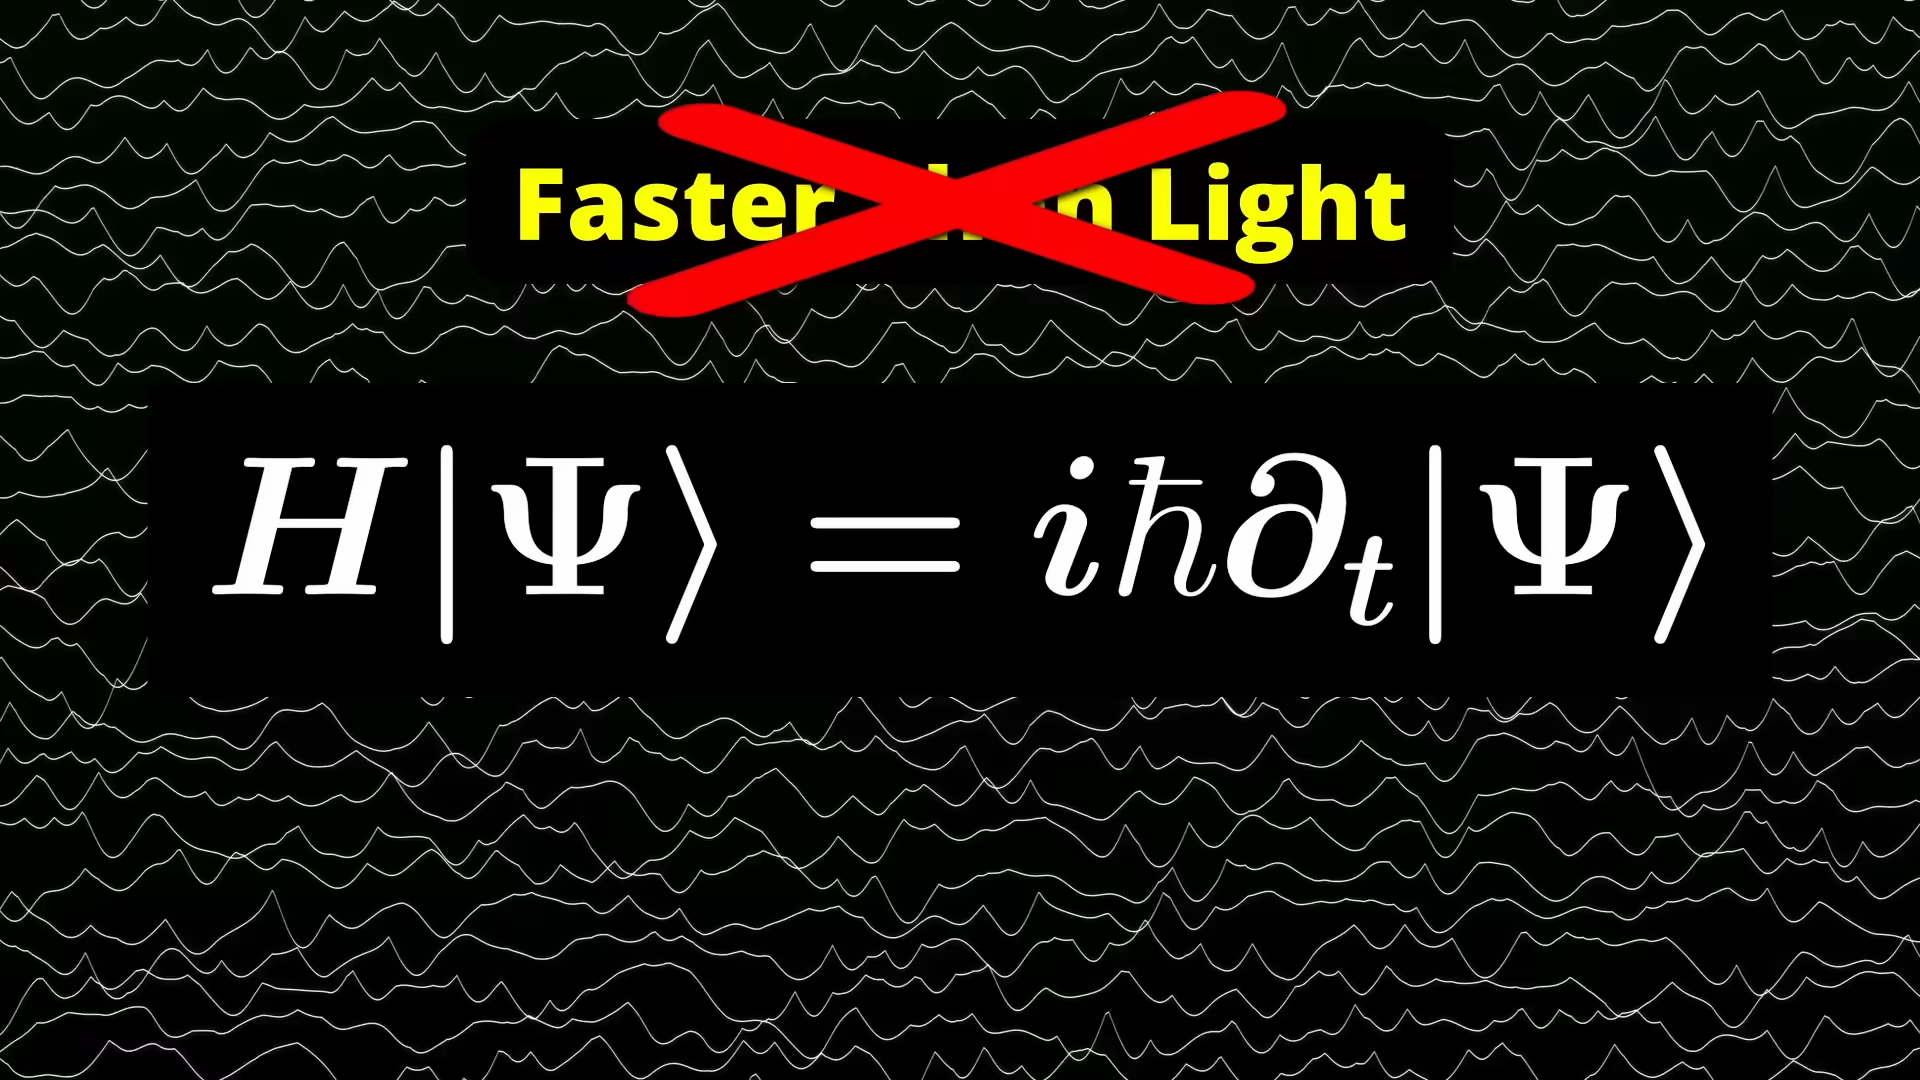 Faster Light
H|Ψ⟩ = iℏ∂ₜ|Ψ⟩